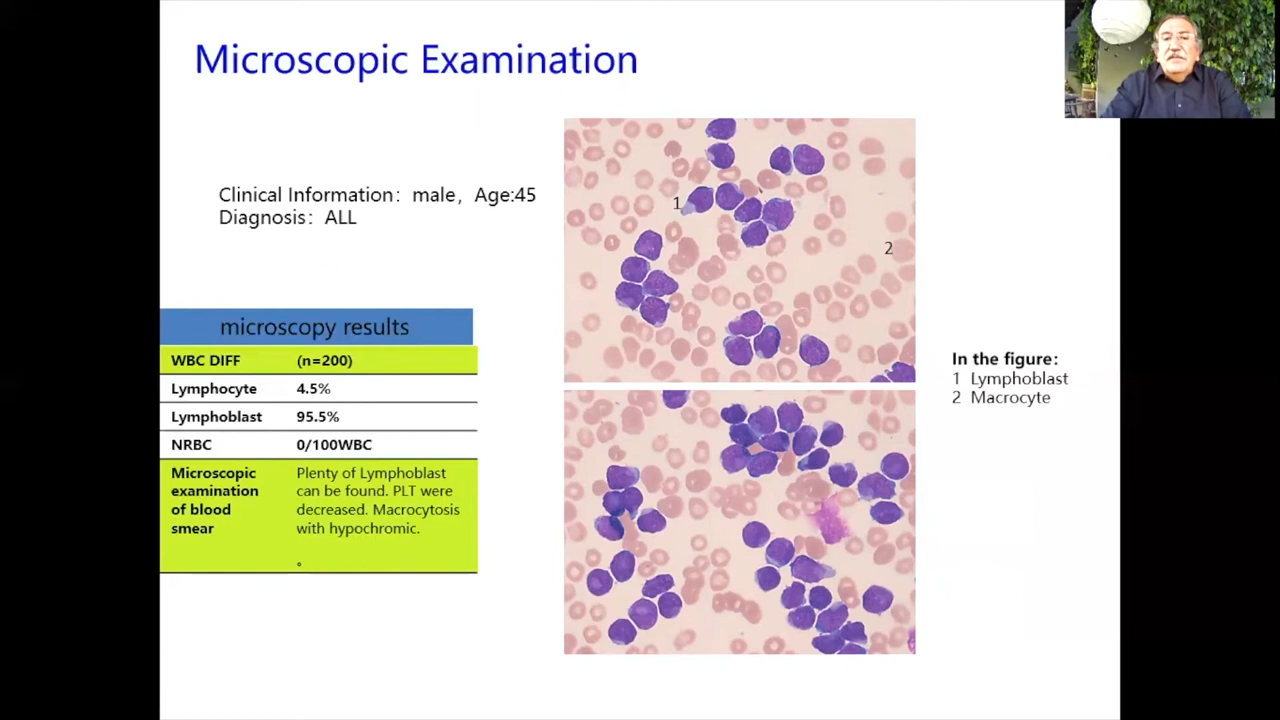 Microscopic Examination
Clinical Information：male，Age:45
Diagnosis：ALL
microscopy results
WBC DIFF (n=200)
Lymphocyte 4.5%
Lymphoblast 95.5%
NRBC 0/100WBC
Microscopic examination of blood smear
Plenty of Lymphoblast
can be found. PLT were
decreased. Macrocytosis
with hypochromic.
。
1
2
In the figure：
1 Lymphoblast
2 Macrocyte